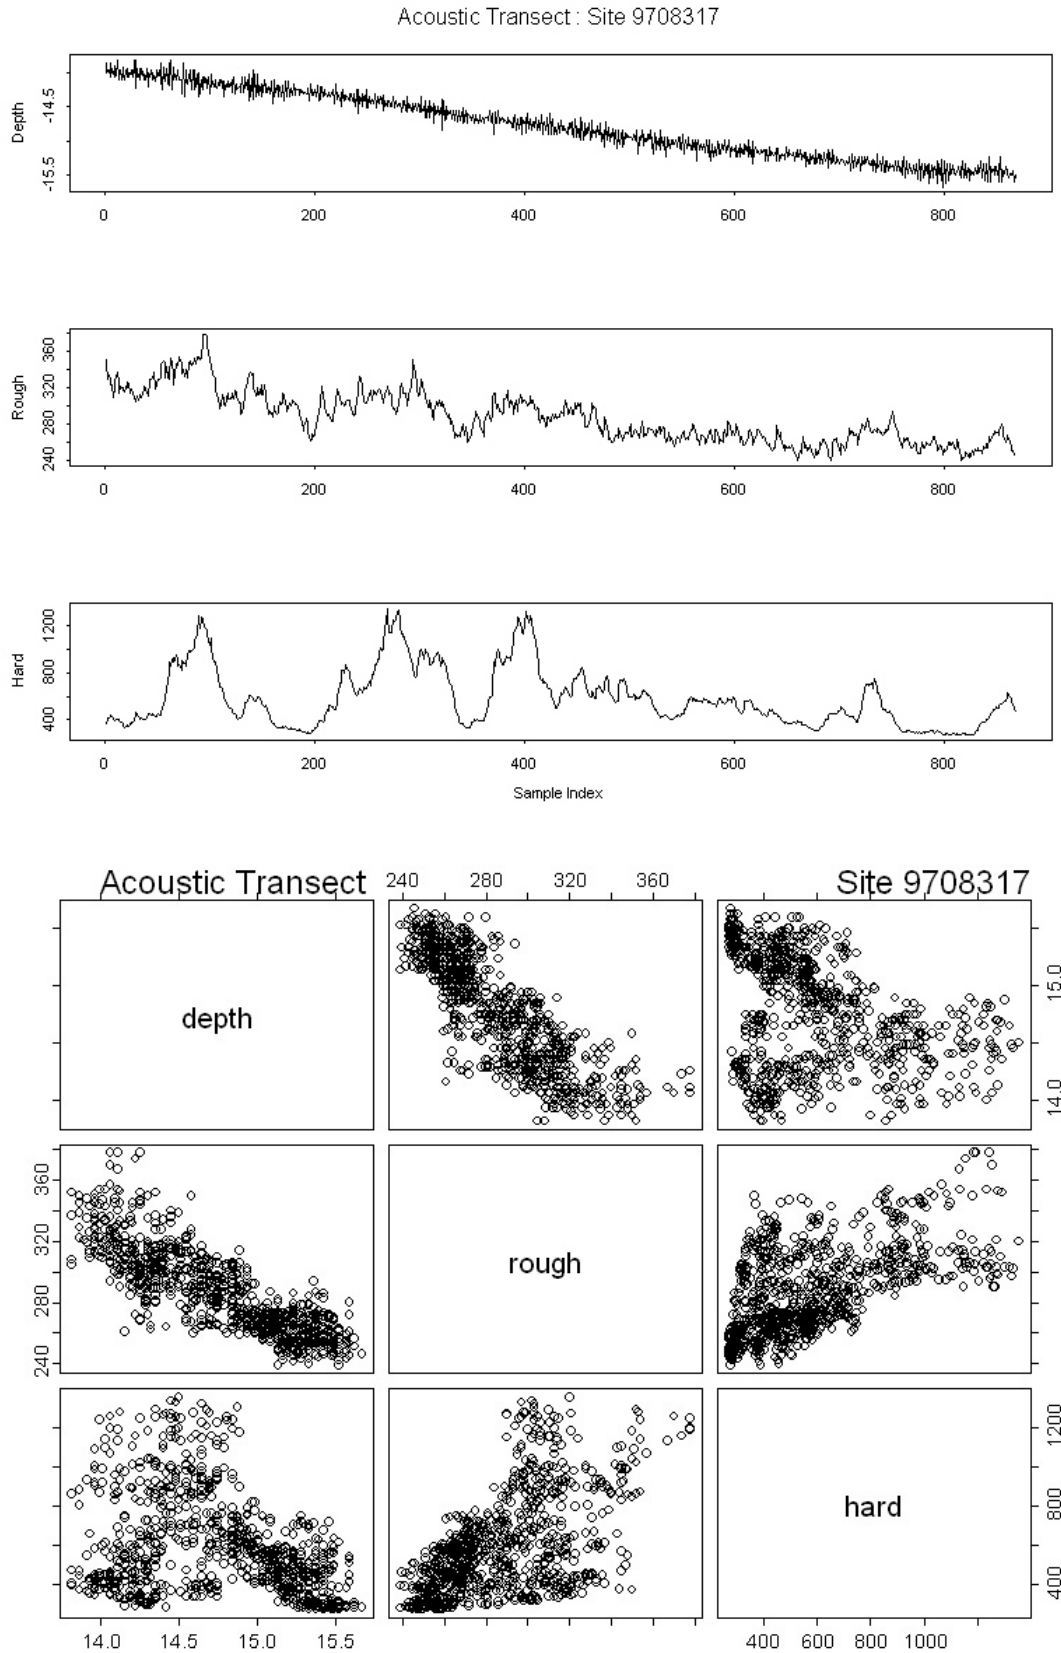 Acoustic Transect : Site 9708317
Depth
-14.5
-15.5
0 200 400 600 800
Rough
360
320
280
240
0 200 400 600 800
Hard
1200
800
400
0 200 400 600 800
Sample Index
Acoustic Transect
240 280 320 360
Site 9708317
depth
15.0
14.0
360
320
280
240
rough
hard
1200
800
400
14.0 14.5 15.0 15.5
400 600 800 1000